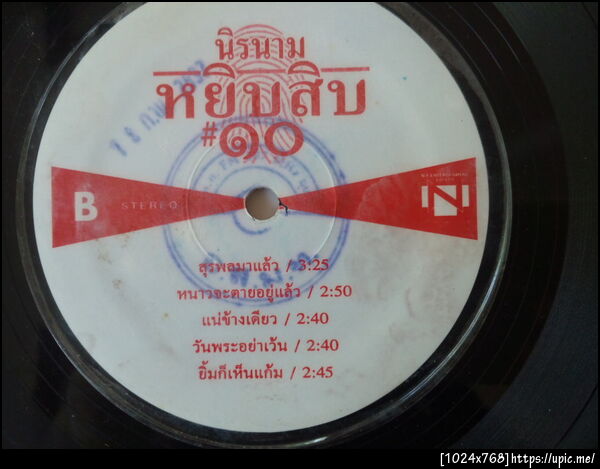 นิรนาม
หยิบสิบ
#๑๐
B STEREO
N
สุรพลมาแล้ว / 3:25
หนาวจะตายอยู่แล้ว / 2:50
แน่ข้างเดียว / 2:40
วันพระอย่าเว้น / 2:40
ยิ้มก็เห็นแก้ม / 2:45
[1024x768]https://upic.me/